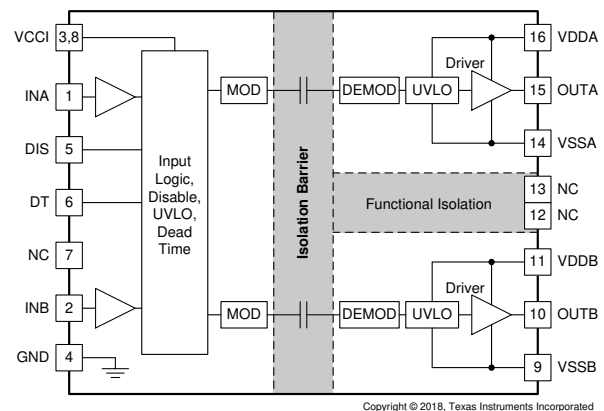 VCCI 3,8
INA 1
DIS 5
DT 6
NC 7
INB 2
GND 4
Input
Logic,
Disable,
UVLO,
Dead
Time
MOD
MOD
Isolation Barrier
DEMOD UVLO
Driver
16 VDDA
15 OUTA
14 VSSA
Functional Isolation
13 NC
12 NC
11 VDDB
DEMOD UVLO
Driver
10 OUTB
9 VSSB
Copyright © 2018, Texas Instruments Incorporated